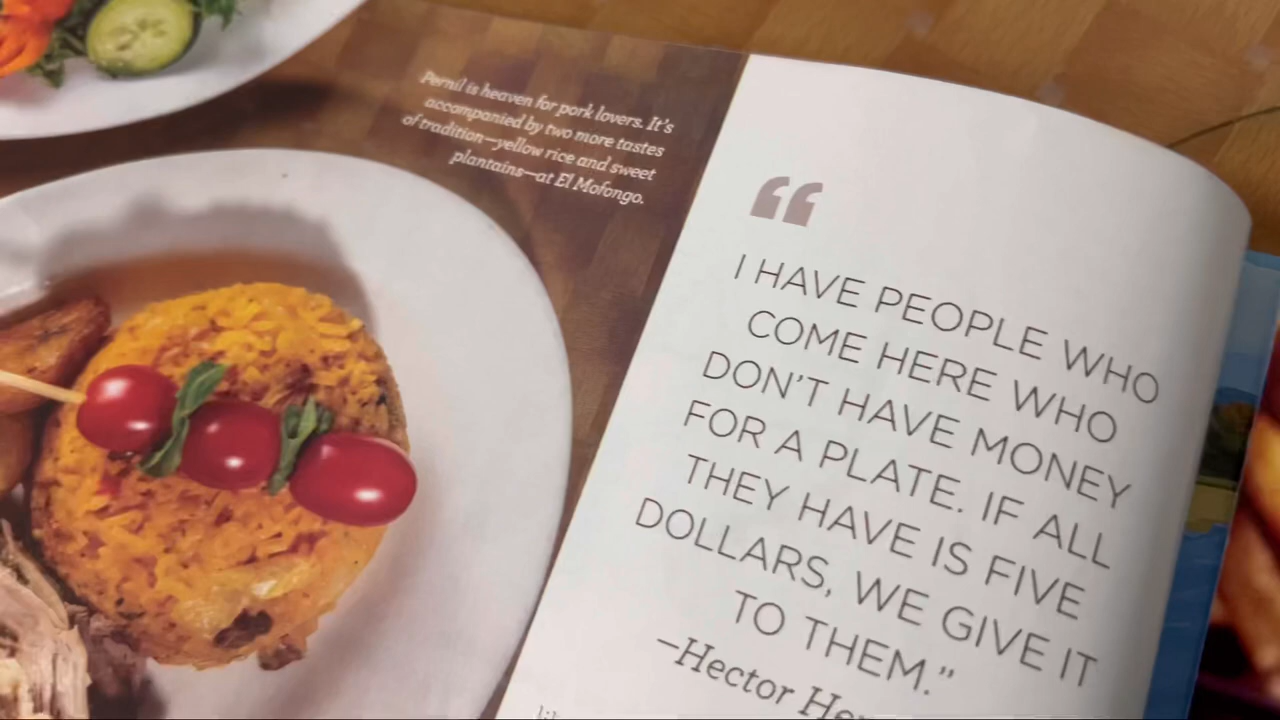 Pernil is heaven for pork lovers. It's
accompanied by two more tastes
of tradition—yellow rice and sweet
plantains—at El Mofongo.
“
I HAVE PEOPLE WHO
COME HERE WHO
DON'T HAVE MONEY
FOR A PLATE. IF ALL
THEY HAVE IS FIVE
DOLLARS, WE GIVE IT
TO THEM.”
–Hector